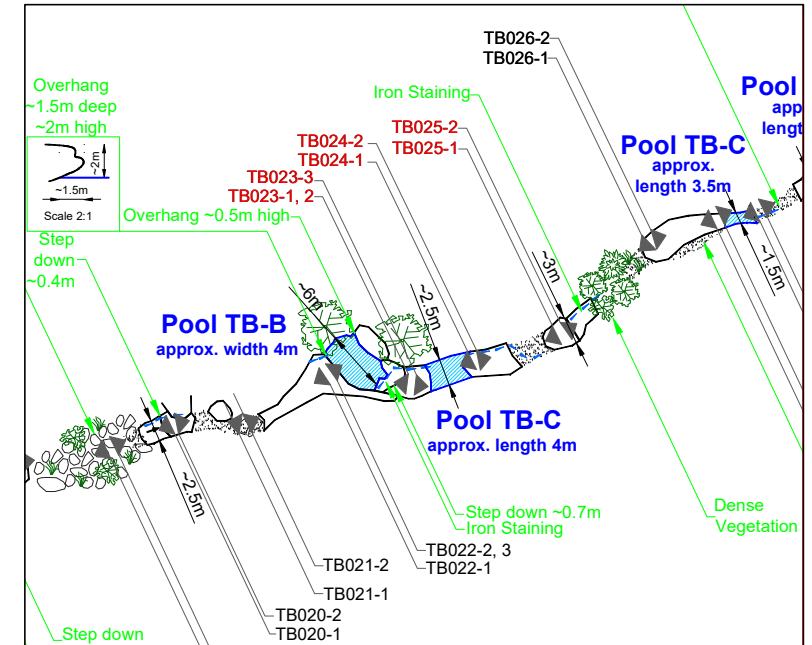 TB026-2
TB026-1
Overhang
~1.5m deep
~2m high
Iron Staining
Pool
app
lengt
TB025-2
TB025-1
TB024-2
TB024-1
Pool TB-C
approx.
length 3.5m
~2m
~1.5m
Scale 2:1
TB023-3
TB023-1, 2
Overhang ~0.5m high
Step
down
~0.4m
~6m
~3m
~1.5m
~2.5m
Pool TB-B
approx. width 4m
Pool TB-C
approx. length 4m
~2.5m
Step down ~0.7m
Iron Staining
Dense
Vegetation
TB022-2, 3
TB022-1
TB021-2
TB021-1
TB020-2
TB020-1
Step down